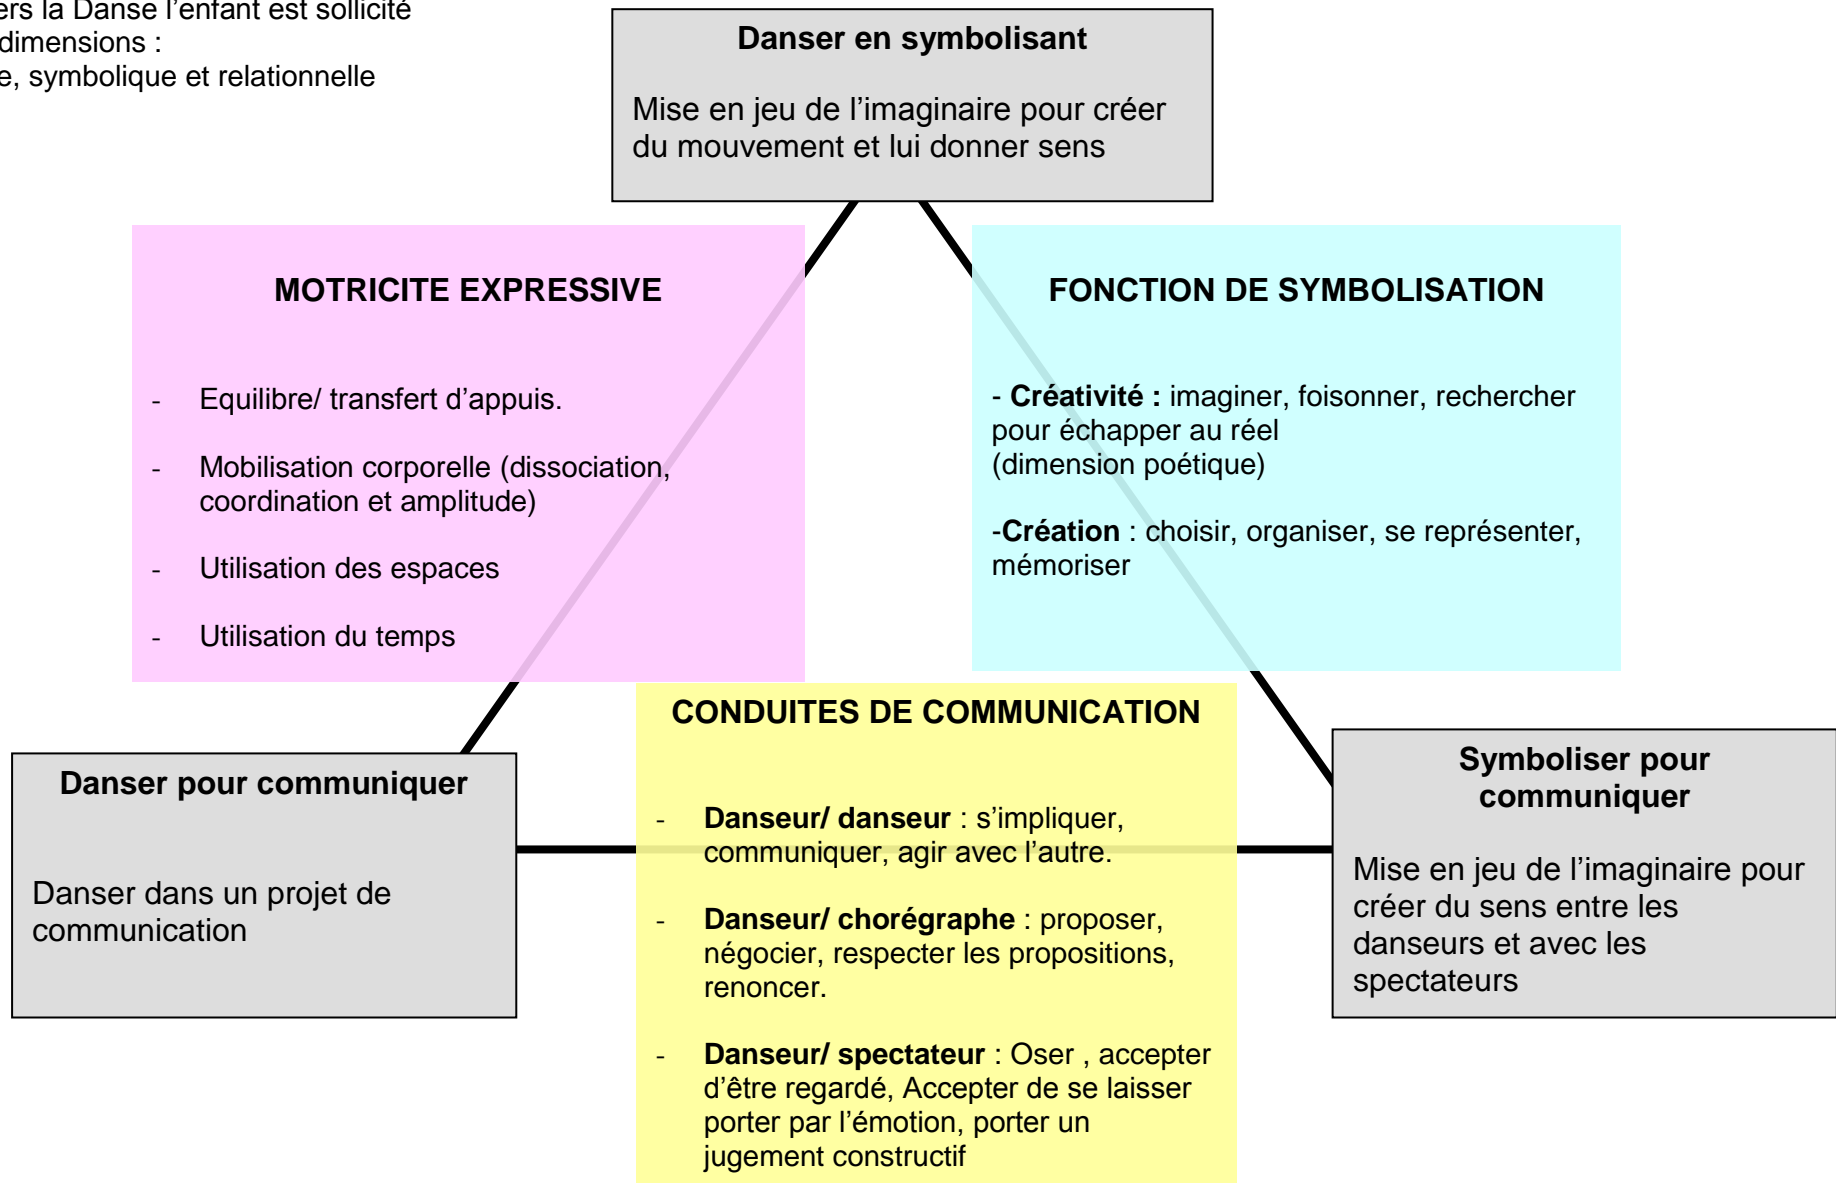 ers la Danse l’enfant est sollicité
dimensions :
e, symbolique et relationnelle
Danser en symbolisant
Mise en jeu de l’imaginaire pour créer
du mouvement et lui donner sens
MOTRICITE EXPRESSIVE
- Equilibre/ transfert d’appuis.
- Mobilisation corporelle (dissociation,
coordination et amplitude)
- Utilisation des espaces
- Utilisation du temps
FONCTION DE SYMBOLISATION
- Créativité : imaginer, foisonner, rechercher
pour échapper au réel
(dimension poétique)
-Création : choisir, organiser, se représenter,
mémoriser
CONDUITES DE COMMUNICATION
- Danseur/ danseur : s’impliquer,
communiquer, agir avec l’autre.
- Danseur/ chorégraphe : proposer,
négocier, respecter les propositions,
renoncer.
- Danseur/ spectateur : Oser , accepter
d’être regardé, Accepter de se laisser
porter par l’émotion, porter un
jugement constructif
Danser pour communiquer
Danser dans un projet de
communication
Symboliser pour
communiquer
Mise en jeu de l’imaginaire pour
créer du sens entre les
danseurs et avec les
spectateurs